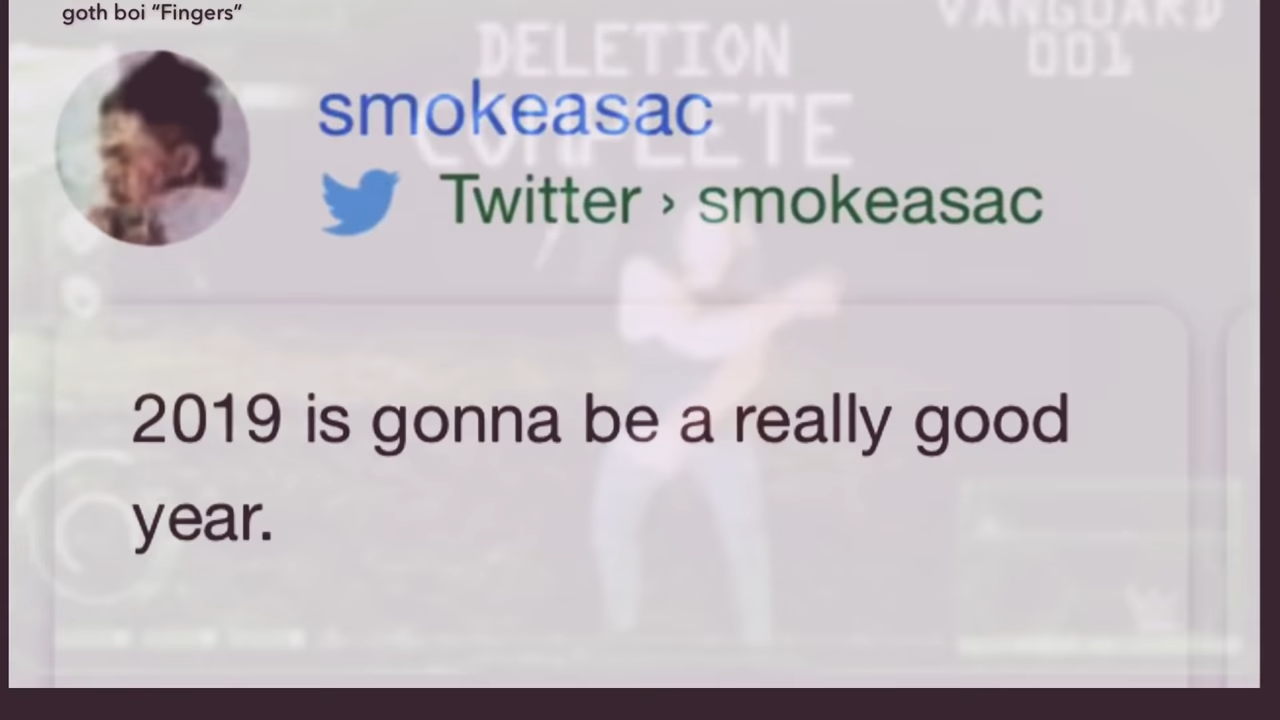 goth boi “Fingers”
VANGUARD
001
DELETION
COMPLETE
smokeasac
Twitter › smokeasac
2019 is gonna be a really good
year.